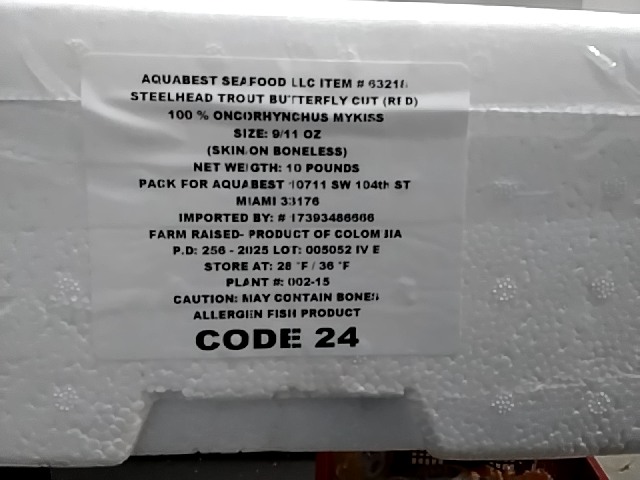 AQUABEST SEAFOOD LLC ITEM #
STEELHEAD TROUT BUTTERFLY CUT (RED)
100 % ONCORHYNCHUS MYKISS
SIZE: 9/11 OZ
(SKIN ON BONELESS)
NET WEIGTH: 10 POUNDS
PACK FOR AQUABEST 10711 SW 104th ST
MIAMI 33176
IMPORTED BY: # 17393486666
FARM RAISED- PRODUCT OF COLOMBIA
P.D: 256 - 2025 LOT: 005052 IV E
STORE AT: 28 °F / 36 °F
PLANT #: 002-15
CAUTION: MAY CONTAIN BONES
ALLERGEN FISH PRODUCT
CODE 24